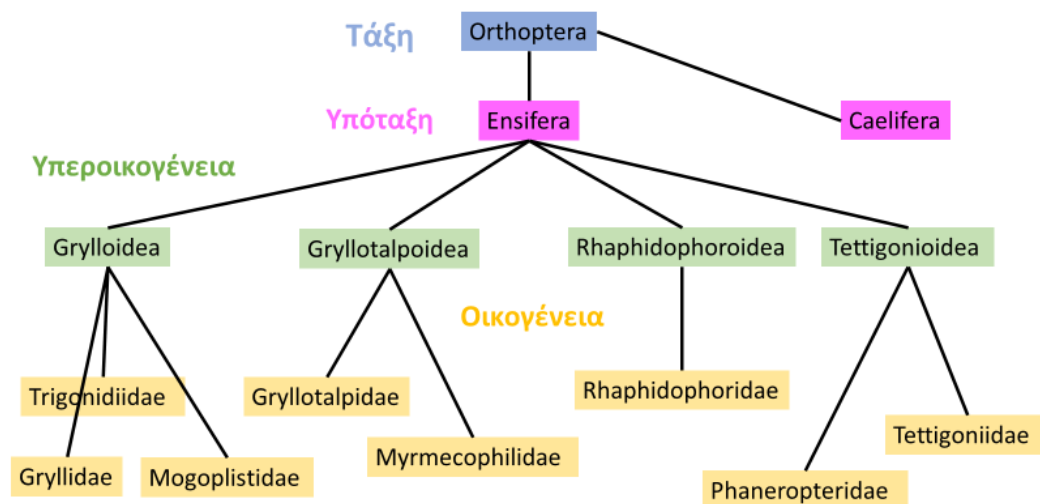 Τάξη
Orthoptera
Υπόταξη
Ensifera
Caelifera
Υπεροικογένεια
Grylloidea
Gryllotalpoidea
Rhaphidophoroidea
Tettigonioidea
Οικογένεια
Trigonidiidae
Gryllotalpidae
Rhaphidophoridae
Tettigoniidae
Gryllidae
Mogoplistidae
Myrmecophilidae
Phaneropteridae